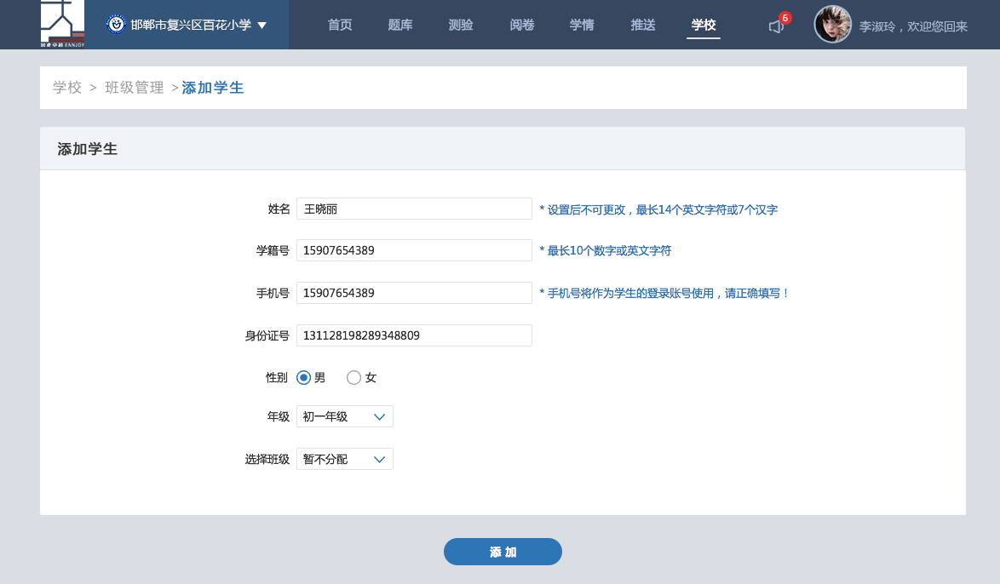 邯郸市复兴区百花小学 首页 题库 测验 阅卷 学情 推送 学校 6 李淑玲，欢迎您回来
学校 > 班级管理 >添加学生
添加学生
姓名 王晓丽 * 设置后不可更改，最长14个英文字符或7个汉字
学籍号 15907654389 * 最长10个数字或英文字符
手机号 15907654389 * 手机号将作为学生的登录账号使用，请正确填写！
身份证号 131128198289348809
性别 男 女
年级 初一年级
选择班级 暂不分配
添 加